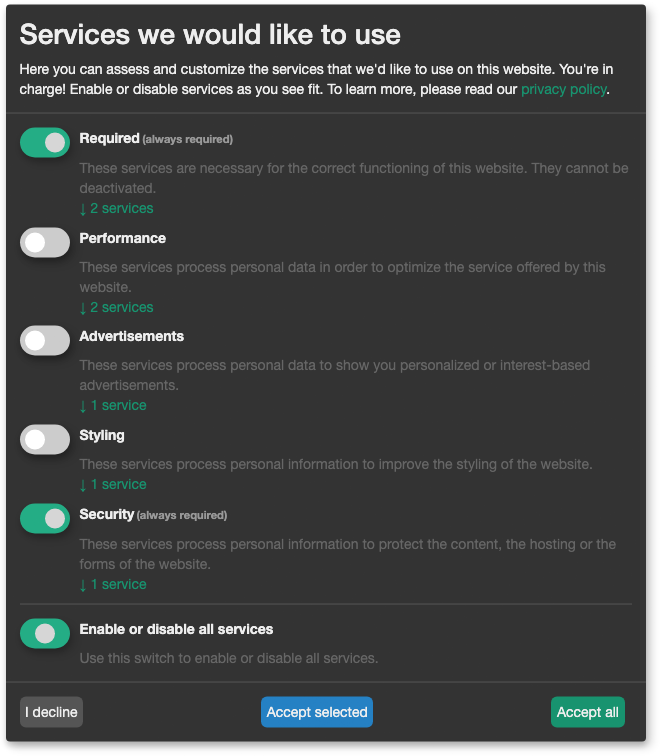 Services we would like to use
Here you can assess and customize the services that we'd like to use on this website. You're in
charge! Enable or disable services as you see fit. To learn more, please read our privacy policy.
Required (always required)
These services are necessary for the correct functioning of this website. They cannot be
deactivated.
↓ 2 services
Performance
These services process personal data in order to optimize the service offered by this
website.
↓ 2 services
Advertisements
These services process personal data to show you personalized or interest-based
advertisements.
↓ 1 service
Styling
These services process personal information to improve the styling of the website.
↓ 1 service
Security (always required)
These services process personal information to protect the content, the hosting or the
forms of the website.
↓ 1 service
Enable or disable all services
Use this switch to enable or disable all services.
I decline
Accept selected
Accept all